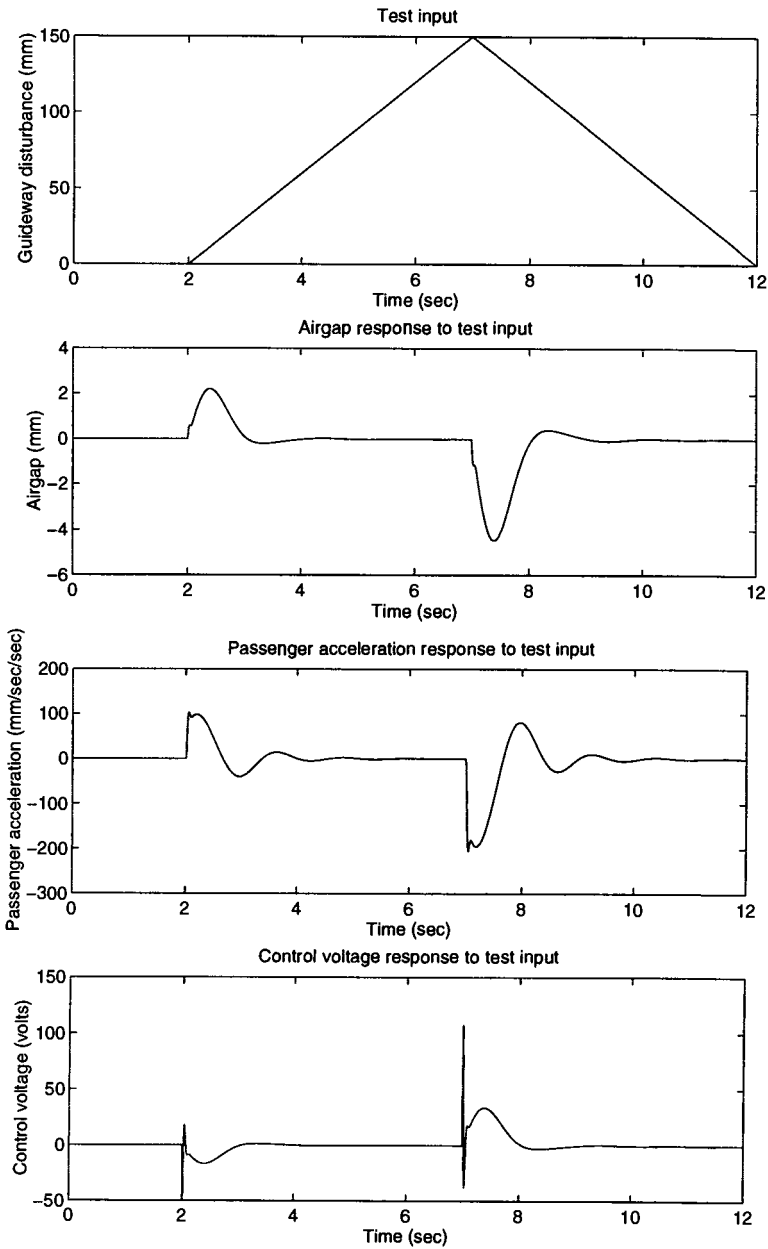 Test input
Guideway disturbance (mm)
150
100
50
0
0 2 4 6 8 10 12
Time (sec)
Airgap response to test input
Airgap (mm)
4
2
0
−2
−4
−6
0 2 4 6 8 10 12
Time (sec)
Passenger acceleration response to test input
Passenger acceleration (mm/sec/sec)
200
100
0
−100
−200
−300
0 2 4 6 8 10 12
Time (sec)
Control voltage response to test input
Control voltage (volts)
150
100
50
0
−50
0 2 4 6 8 10 12
Time (sec)